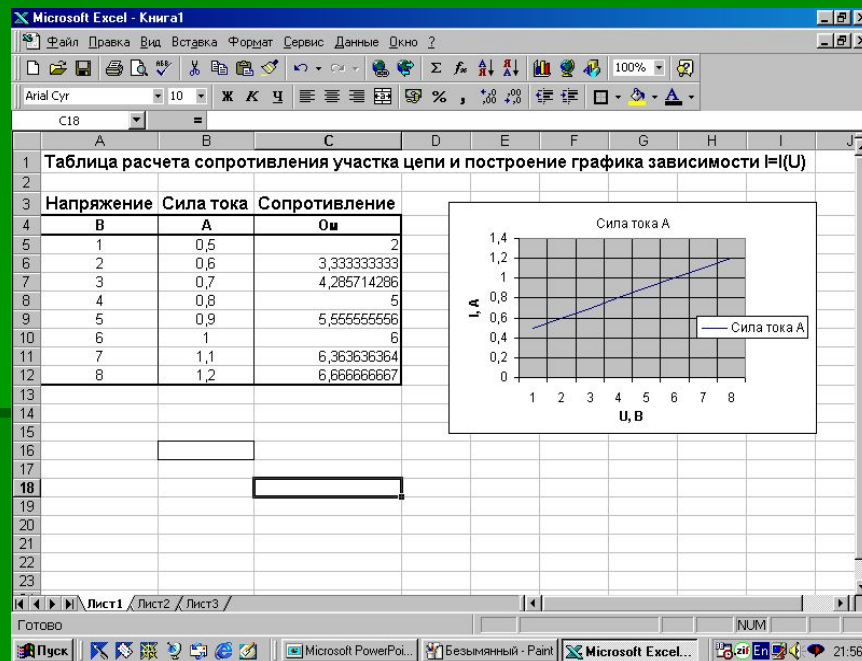 Microsoft Excel - Книга1
Файл Правка Вид Вставка Формат Сервис Данные Окно ?
100%
Arial Cyr 10 Ж К Ч % ,
C18 =
A B C D E F G H I J
1 Таблица расчета сопротивления участка цепи и построение графика зависимости I=I(U)
2
3 Напряжение Сила тока Сопротивление
4 В А Ом
5 1 0,5 2
6 2 0,6 3,333333333
7 3 0,7 4,285714286
8 4 0,8 5
9 5 0,9 5,555555556
10 6 1 6
11 7 1,1 6,363636364
12 8 1,2 6,666666667
13
14
15
16
17
18
19
20
21
22
23
Сила тока А
1,4
1,2
1
0,8
0,6
0,4
0,2
0
I, А
1 2 3 4 5 6 7 8
U, В
Сила тока А
Лист1 Лист2 Лист3
Готово NUM
Пуск Microsoft PowerPoi... Безымянный - Paint Microsoft Excel... zif En 21:56